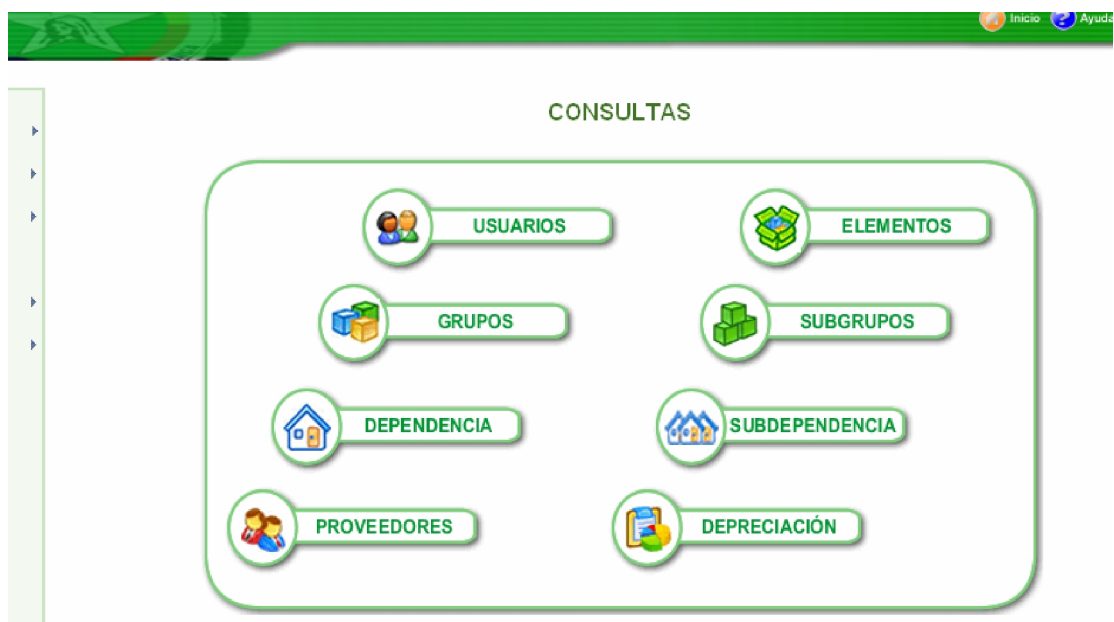 Inicio Ayuda
CONSULTAS
USUARIOS ELEMENTOS
GRUPOS SUBGRUPOS
DEPENDENCIA SUBDEPENDENCIA
PROVEEDORES DEPRECIACIÓN